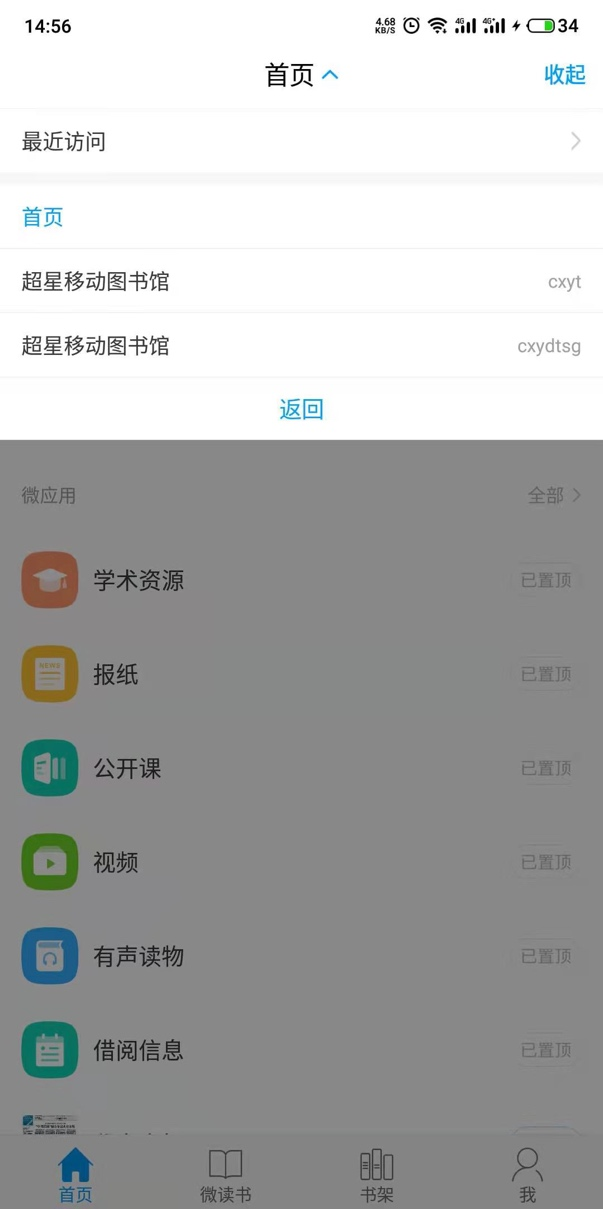 14:56
4.68 KB/S 4G 4G+ 34
首页 收起
最近访问
首页
超星移动图书馆 cxyt
超星移动图书馆 cxydtsg
返回
微应用 全部
学术资源 已置顶
NEWS
报纸 已置顶
公开课 已置顶
视频 已置顶
有声读物 已置顶
借阅信息 已置顶
首页 微读书 书架 我